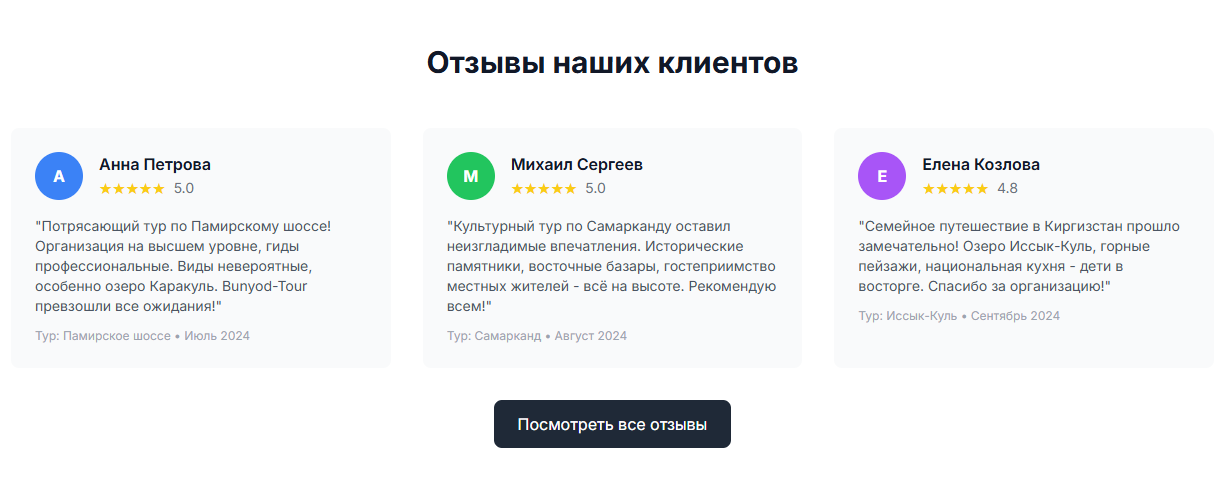 Отзывы наших клиентов
А
Анна Петрова
★★★★★ 5.0
"Потрясающий тур по Памирскому шоссе!
Организация на высшем уровне, гиды
профессиональные. Виды невероятные,
особенно озеро Каракуль. Bunyod-Tour
превзошли все ожидания!"
Тур: Памирское шоссе • Июль 2024
М
Михаил Сергеев
★★★★★ 5.0
"Культурный тур по Самарканду оставил
неизгладимые впечатления. Исторические
памятники, восточные базары, гостеприимство
местных жителей - всё на высоте. Рекомендую
всем!"
Тур: Самарканд • Август 2024
Е
Елена Козлова
★★★★★ 4.8
"Семейное путешествие в Киргизстан прошло
замечательно! Озеро Иссык-Куль, горные
пейзажи, национальная кухня - дети в
восторге. Спасибо за организацию!"
Тур: Иссык-Куль • Сентябрь 2024
Посмотреть все отзывы